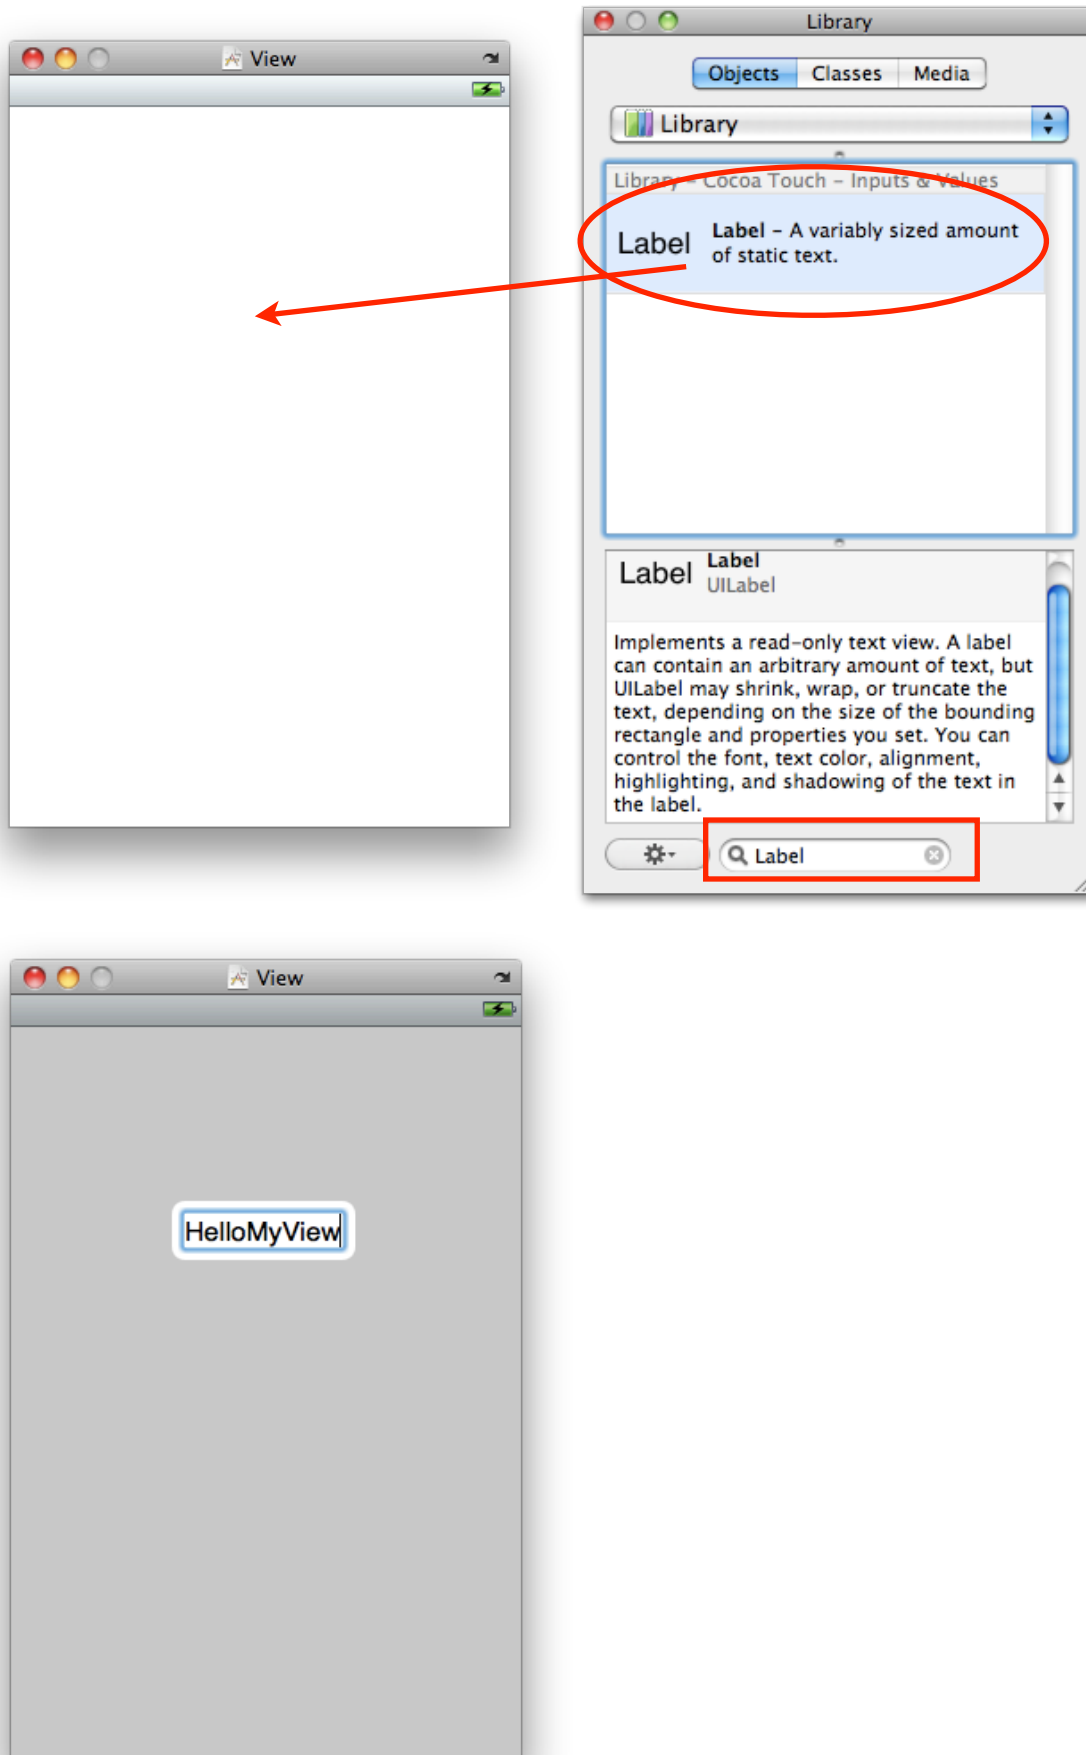 View
Library
Objects Classes Media
Library
Library – Cocoa Touch – Inputs & Values
Label
Label – A variably sized amount
of static text.
Label
Label
UILabel
Implements a read-only text view. A label
can contain an arbitrary amount of text, but
UILabel may shrink, wrap, or truncate the
text, depending on the size of the bounding
rectangle and properties you set. You can
control the font, text color, alignment,
highlighting, and shadowing of the text in
the label.
Label
View
HelloMyView